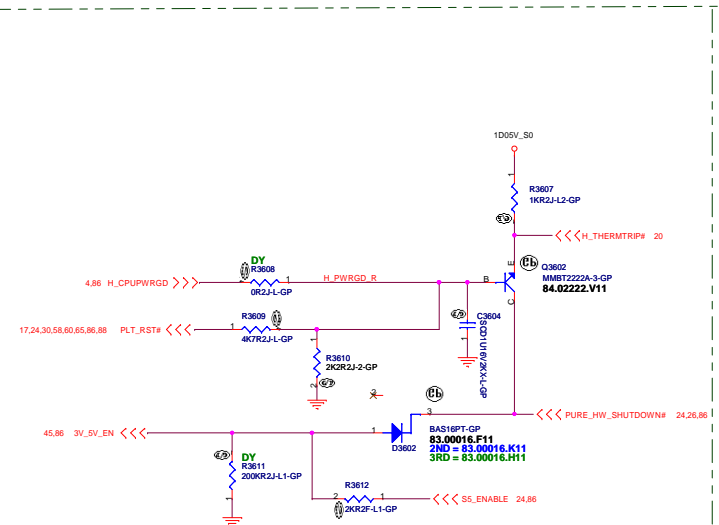 1D05V_S0
1
R3607
1KR2J-L2-GP
H_THERMTRIP# 20
E
Q3602
MMBT2222A-3-GP
84.02222.V11
B
C
DY
R3608
4,86 H_CPUPWRGD
1
H_PWRGD_R
0R2J-L-GP
R3609
17,24,30,58,60,65,86,88 PLT_RST#
1
4K7R2J-L-GP
C3604
SCD1U16V2KX-L-GP
1
1
R3610
2K2R2J-2-GP
2
2
3
PURE_HW_SHUTDOWN# 24,26,86
45,86 3V_5V_EN
1
BAS16PT-GP
83.00016.F11
2ND = 83.00016.K11
3RD = 83.00016.H11
D3602
DY
R3611
200KR2J-L1-GP
1
R3612
2
1
2KR2F-L1-GP
S5_ENABLE 24,86